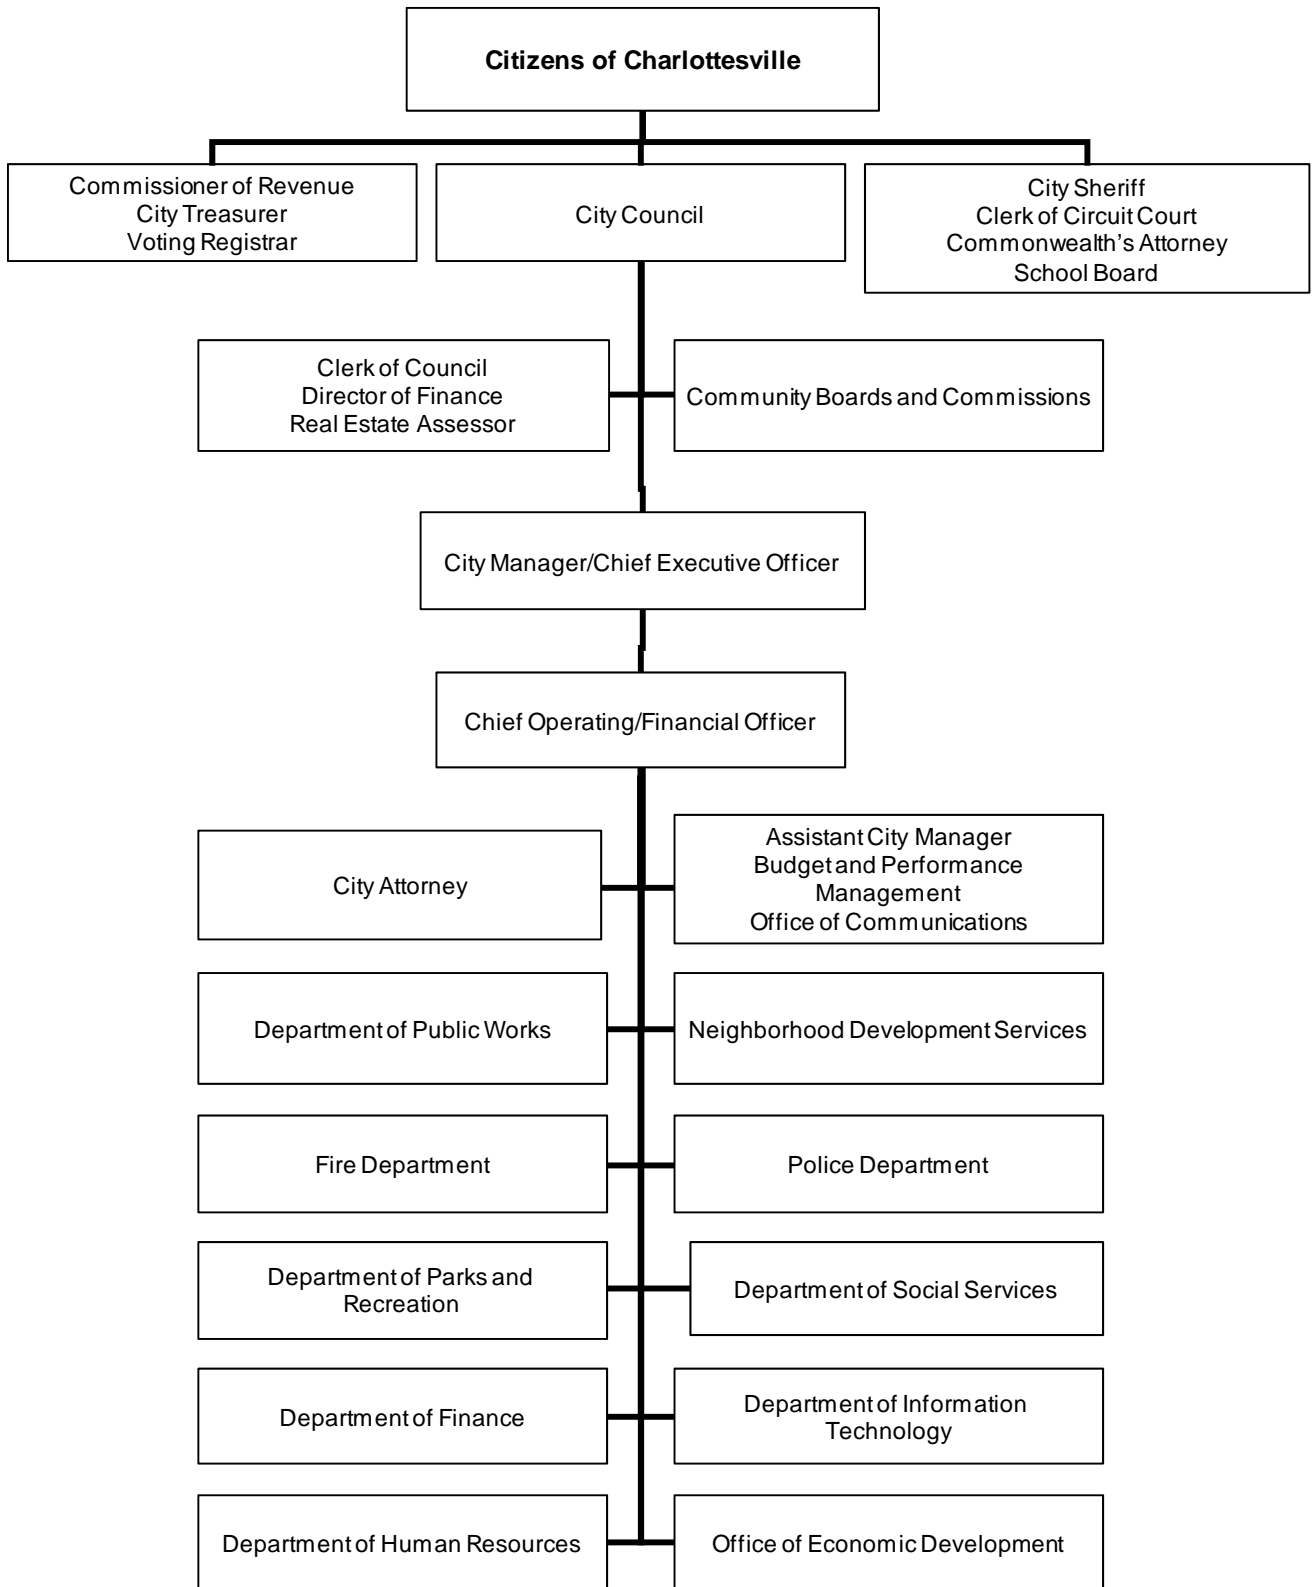 Citizens of Charlottesville
Commissioner of Revenue
City Treasurer
Voting Registrar
City Council
City Sheriff
Clerk of Circuit Court
Commonwealth's Attorney
School Board
Clerk of Council
Director of Finance
Real Estate Assessor
Community Boards and Commissions
City Manager/Chief Executive Officer
Chief Operating/Financial Officer
City Attorney
Assistant City Manager
Budget and Performance
Management
Office of Communications
Department of Public Works
Neighborhood Development Services
Fire Department
Police Department
Department of Parks and
Recreation
Department of Social Services
Department of Finance
Department of Information
Technology
Department of Human Resources
Office of Economic Development